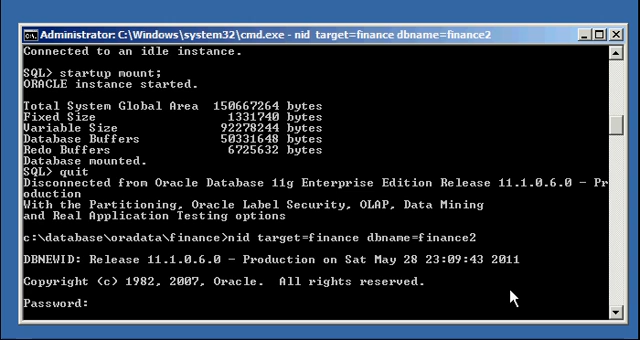 Administrator: C:\Windows\system32\cmd.exe - nid target=finance dbname=finance2
Connected to an idle instance.
SQL> startup mount;
ORACLE instance started.
Total System Global Area  150667264 bytes
Fixed Size                  1331740 bytes
Variable Size              92278244 bytes
Database Buffers           50331648 bytes
Redo Buffers                6725632 bytes
Database mounted.
SQL> quit
Disconnected from Oracle Database 11g Enterprise Edition Release 11.1.0.6.0 - Pr
oduction
With the Partitioning, Oracle Label Security, OLAP, Data Mining
and Real Application Testing options
c:\database\oradata\finance>nid target=finance dbname=finance2
DBNEWID: Release 11.1.0.6.0 - Production on Sat May 28 23:09:43 2011
Copyright (c) 1982, 2007, Oracle.  All rights reserved.
Password: